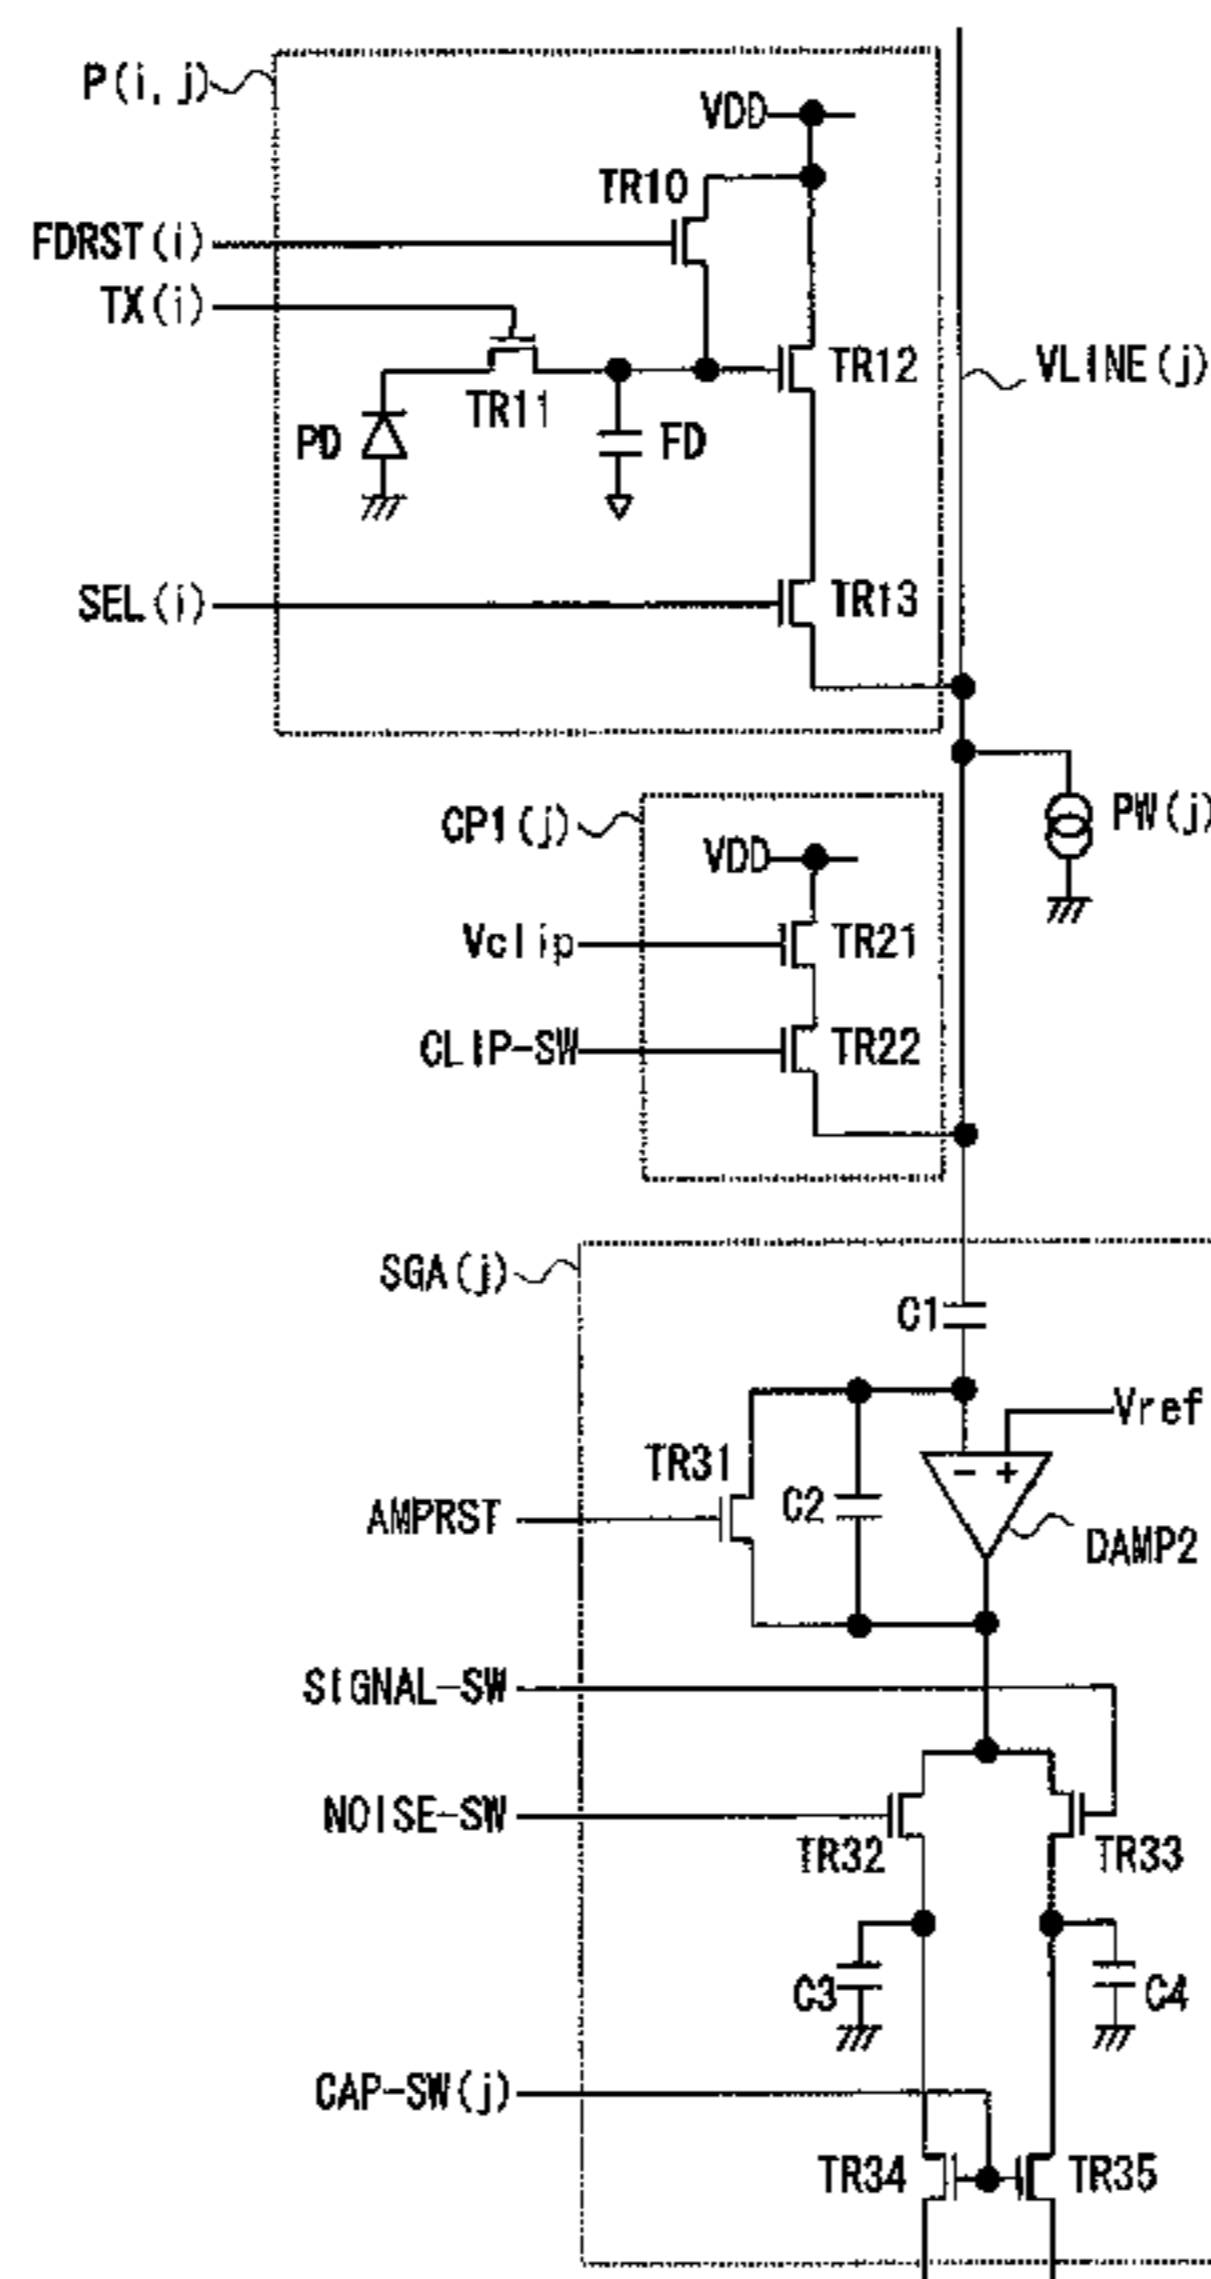 P(i, j)
VDD
TR10
FDRST(i)
TX(i)
TR12
VLINE(j)
TR11
PD
FD
SEL(i)
TR13
CP1(j)
PW(j)
VDD
Vclip
TR21
CLIP-SW
TR22
SGA(j)
C1
Vref
TR31
- +
C2
AMPRST
DAMP2
SIGNAL-SW
NOISE-SW
TR32
TR33
C3
C4
CAP-SW(j)
TR34
TR35